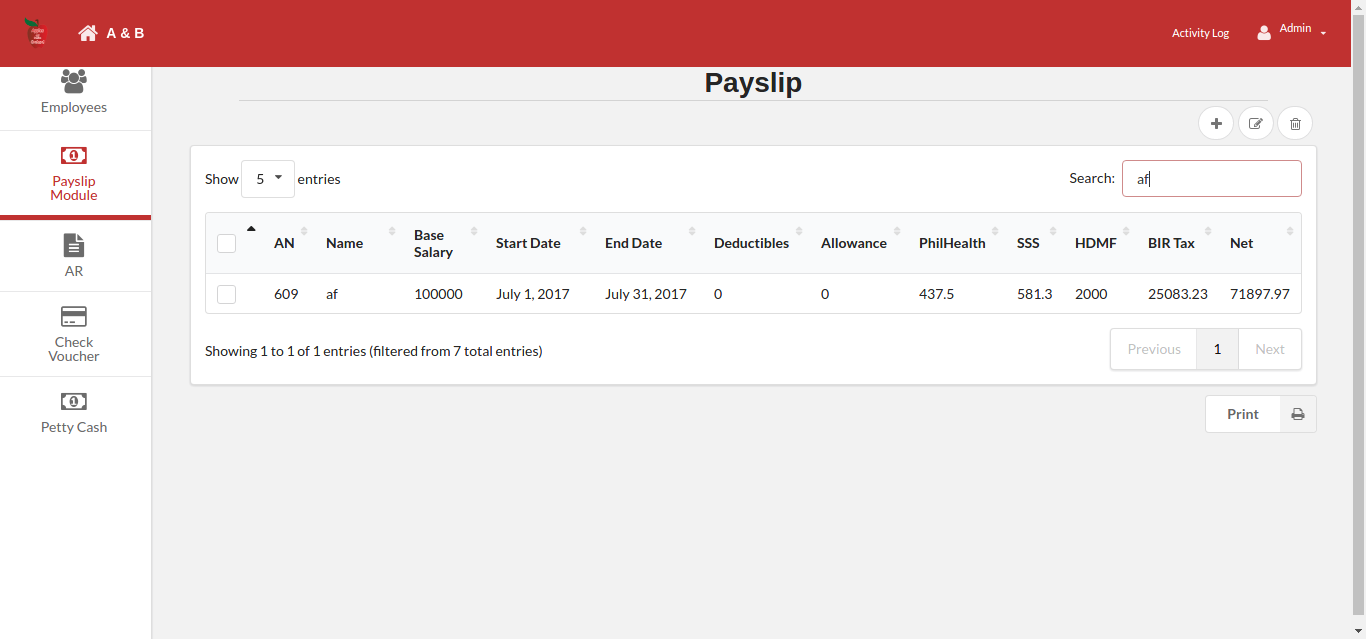 A & B
Activity Log
Admin
Employees
Payslip
Module
AR
Check
Voucher
Petty Cash
Payslip
Show 5 entries
Search: af
AN Name Base Salary Start Date End Date Deductibles Allowance PhilHealth SSS HDMF BIR Tax Net
609 af 100000 July 1, 2017 July 31, 2017 0 0 437.5 581.3 2000 25083.23 71897.97
Showing 1 to 1 of 1 entries (filtered from 7 total entries)
Previous 1 Next
Print